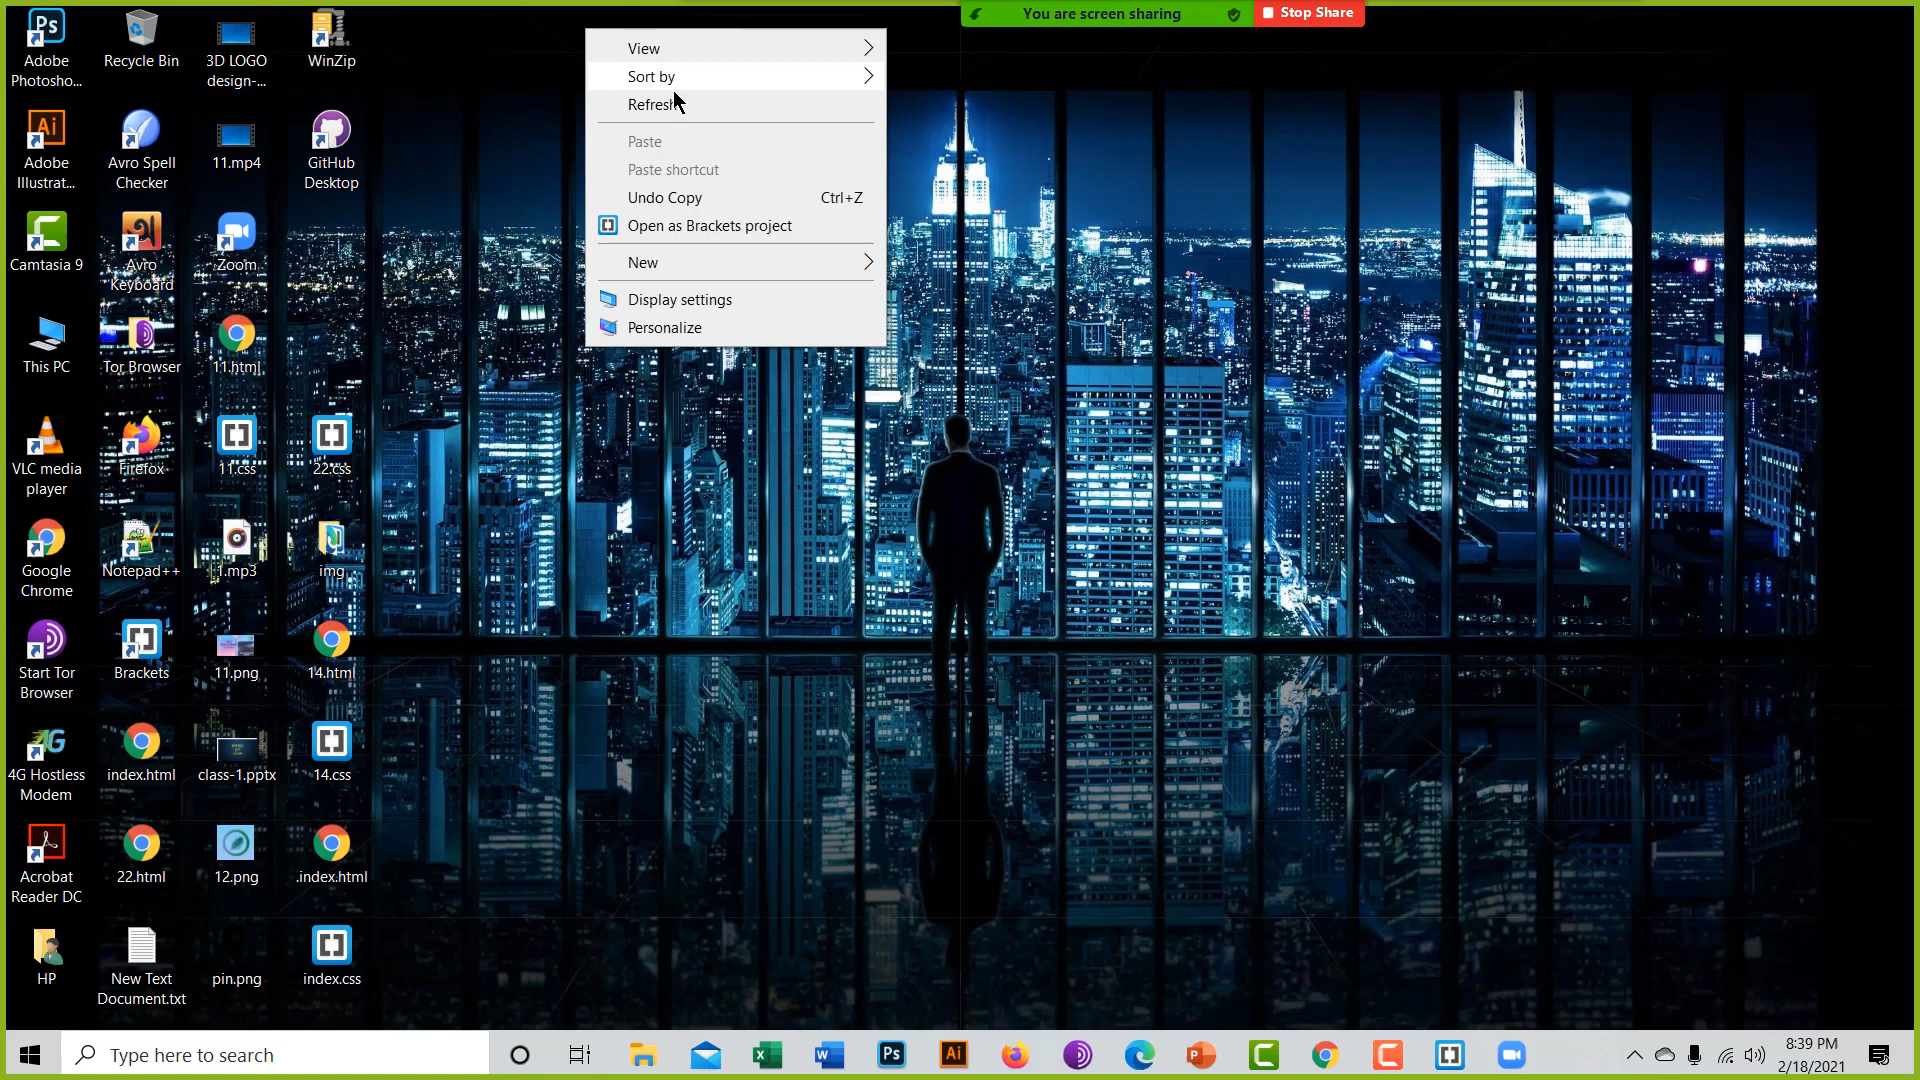 You are screen sharing
Stop Share
Adobe
Photosho...
Recycle Bin
3D LOGO
design-...
WinZip
Adobe
Illustrat...
Avro Spell
Checker
11.mp4
GitHub
Desktop
Camtasia 9
Avro
Keyboard
Zoom
This PC
Tor Browser
11.html
VLC media
player
Firefox
11.css
22.css
Google
Chrome
Notepad++
1.mp3
img
Start Tor
Browser
Brackets
11.png
14.html
4G Hostless
Modem
index.html
class-1.pptx
14.css
Acrobat
Reader DC
22.html
12.png
.index.html
HP
New Text
Document.txt
pin.png
index.css
View
Sort by
Refresh
Paste
Paste shortcut
Undo Copy Ctrl+Z
Open as Brackets project
New
Display settings
Personalize
Type here to search
8:39 PM
2/18/2021